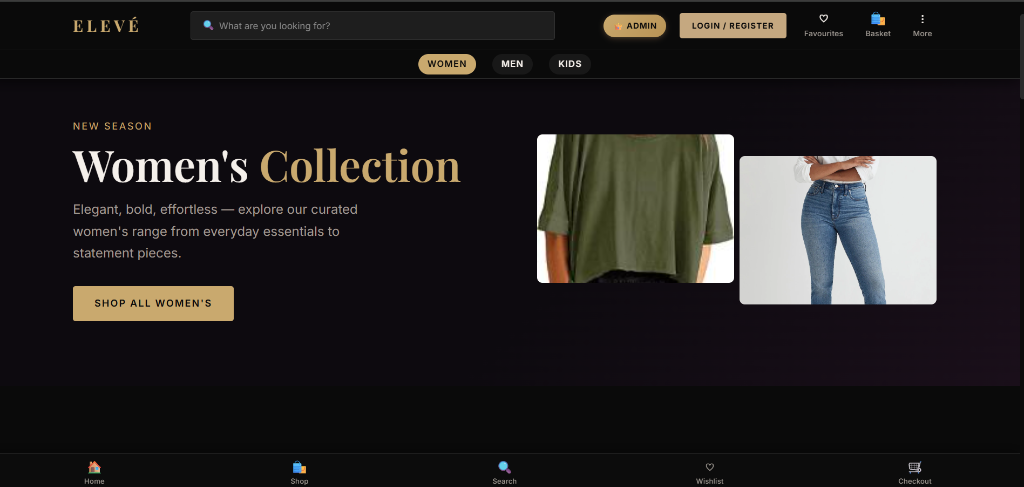 ELEVÉ
What are you looking for?
ADMIN
LOGIN / REGISTER
Favourites
Basket
More
WOMEN
MEN
KIDS
NEW SEASON
Women's Collection
Elegant, bold, effortless — explore our curated
women's range from everyday essentials to
statement pieces.
SHOP ALL WOMEN'S
Home
Shop
Search
Wishlist
Checkout